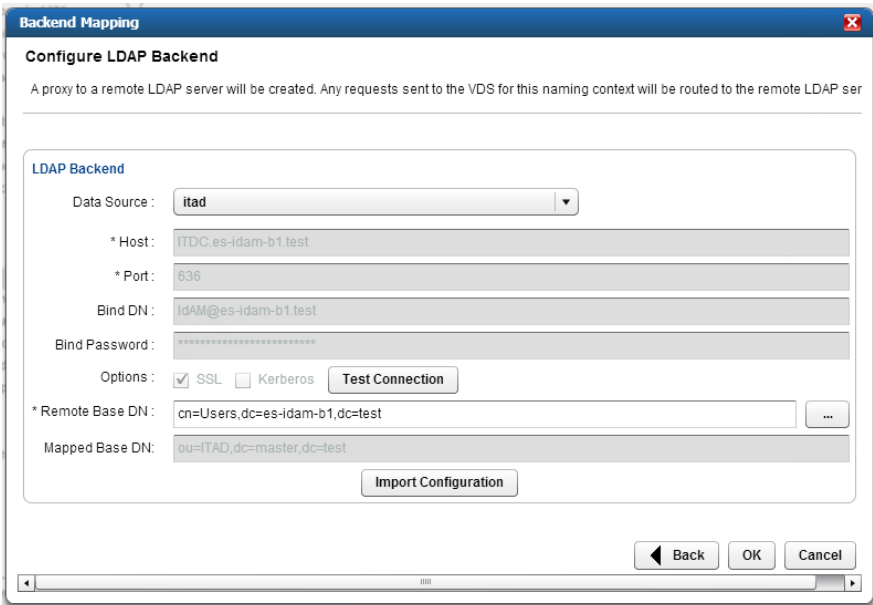 Backend Mapping
Configure LDAP Backend
A proxy to a remote LDAP server will be created. Any requests sent to the VDS for this naming context will be routed to the remote LDAP ser
LDAP Backend
Data Source : itad
* Host : ITDC.es-idam-b1.test
* Port : 636
Bind DN : IdAM@es-idam-b1.test
Bind Password : ************************
Options : SSL Kerberos Test Connection
* Remote Base DN : cn=Users,dc=es-idam-b1,dc=test ...
Mapped Base DN: ou=ITAD,dc=master,dc=test
Import Configuration
Back OK Cancel